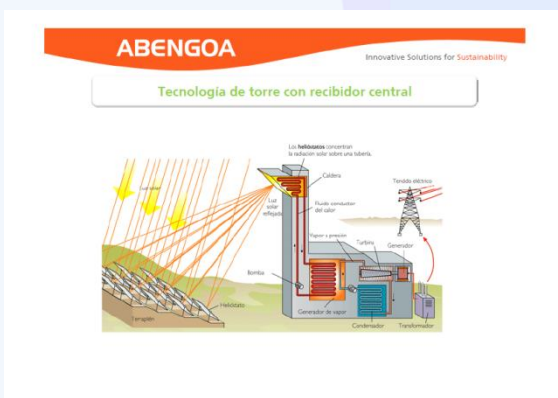 ABENGOA
Innovative Solutions for Sustainability
Tecnología de torre con recibidor central
Los helióstatos concentran
la radiación solar sobre una tubería.
Luz solar
Caldera
Tendido eléctrico
Luz
solar
reflejada
Fluido conductor
del calor
Vapor a presión
Turbina
Generador
Bomba
Helióstato
Terraplén
Generador de vapor
Condensador
Transformador